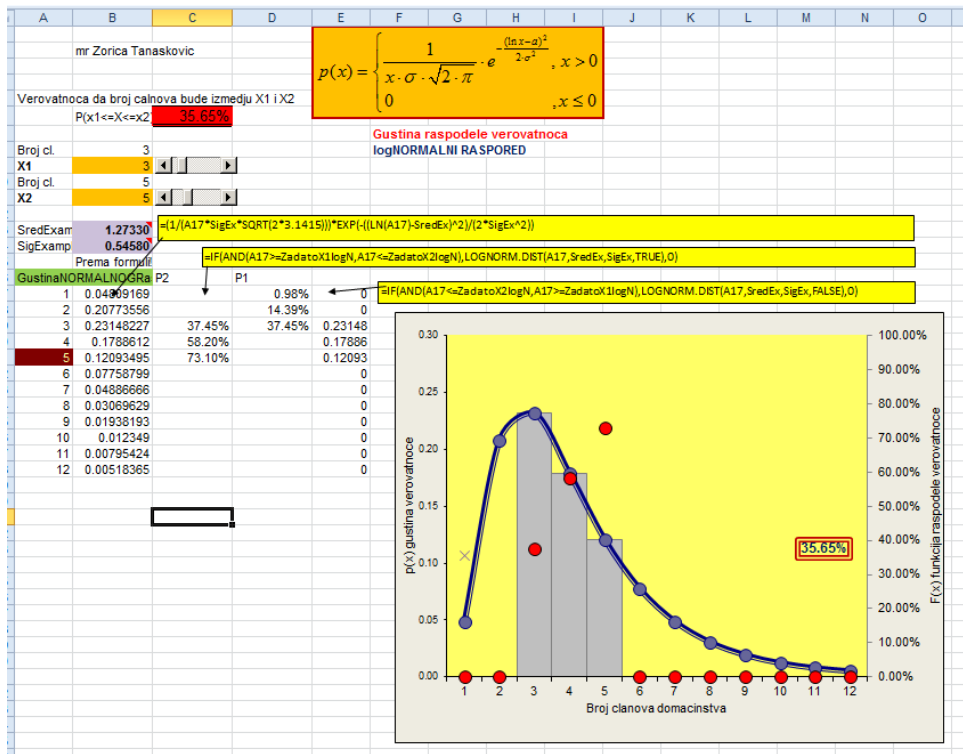 A B C D E F G H I J K L M N O
mr Zorica Tanaskovic
p(x) = { 1 / (x · σ · √(2 · π)) · e^(-(ln x - α)² / (2·σ²)) , x > 0
0 , x ≤ 0
Verovatnoca da broj calnova bude izmedju X1 i X2
P(x1<=X<=x2 35.65%
Gustina raspodele verovatnoca
logNORMALNI RASPORED
Broj cl. 3
X1 3
Broj cl. 5
X2 5
=(1/(A17*SigEx*SQRT(2*3.1415)))*EXP(-((LN(A17)-SredEx)^2)/(2*SigEx^2))
SredExam 1.27330
SigExamp 0.54580
=IF(AND(A17>=ZadatoX1logN,A17<=ZadatoX2logN),LOGNORM.DIST(A17,SredEx,SigEx,TRUE),0)
Prema formuli
GustinaNORMALNOGRa P2 P1
=IF(AND(A17<=ZadatoX2logN,A17>=ZadatoX1logN),LOGNORM.DIST(A17,SredEx,SigEx,FALSE),0)
1 0.04809169 0.98% 0
2 0.20773556 14.39% 0
3 0.23148227 37.45% 37.45% 0.23148
4 0.1788612 58.20% 0.17886
5 0.12093495 73.10% 0.12093
6 0.07758799 0
7 0.04886666 0
8 0.03069629 0
9 0.01938193 0
10 0.012349 0
11 0.00795424 0
12 0.00518365 0
0.30
0.25
0.20
0.15
0.10
0.05
0.00
p(x) gustina verovatnoce
100.00%
90.00%
80.00%
70.00%
60.00%
50.00%
40.00%
30.00%
20.00%
10.00%
0.00%
F(x) funkcija raspodele verovatnoce
35.65%
1 2 3 4 5 6 7 8 9 10 11 12
Broj clanova domacinstva